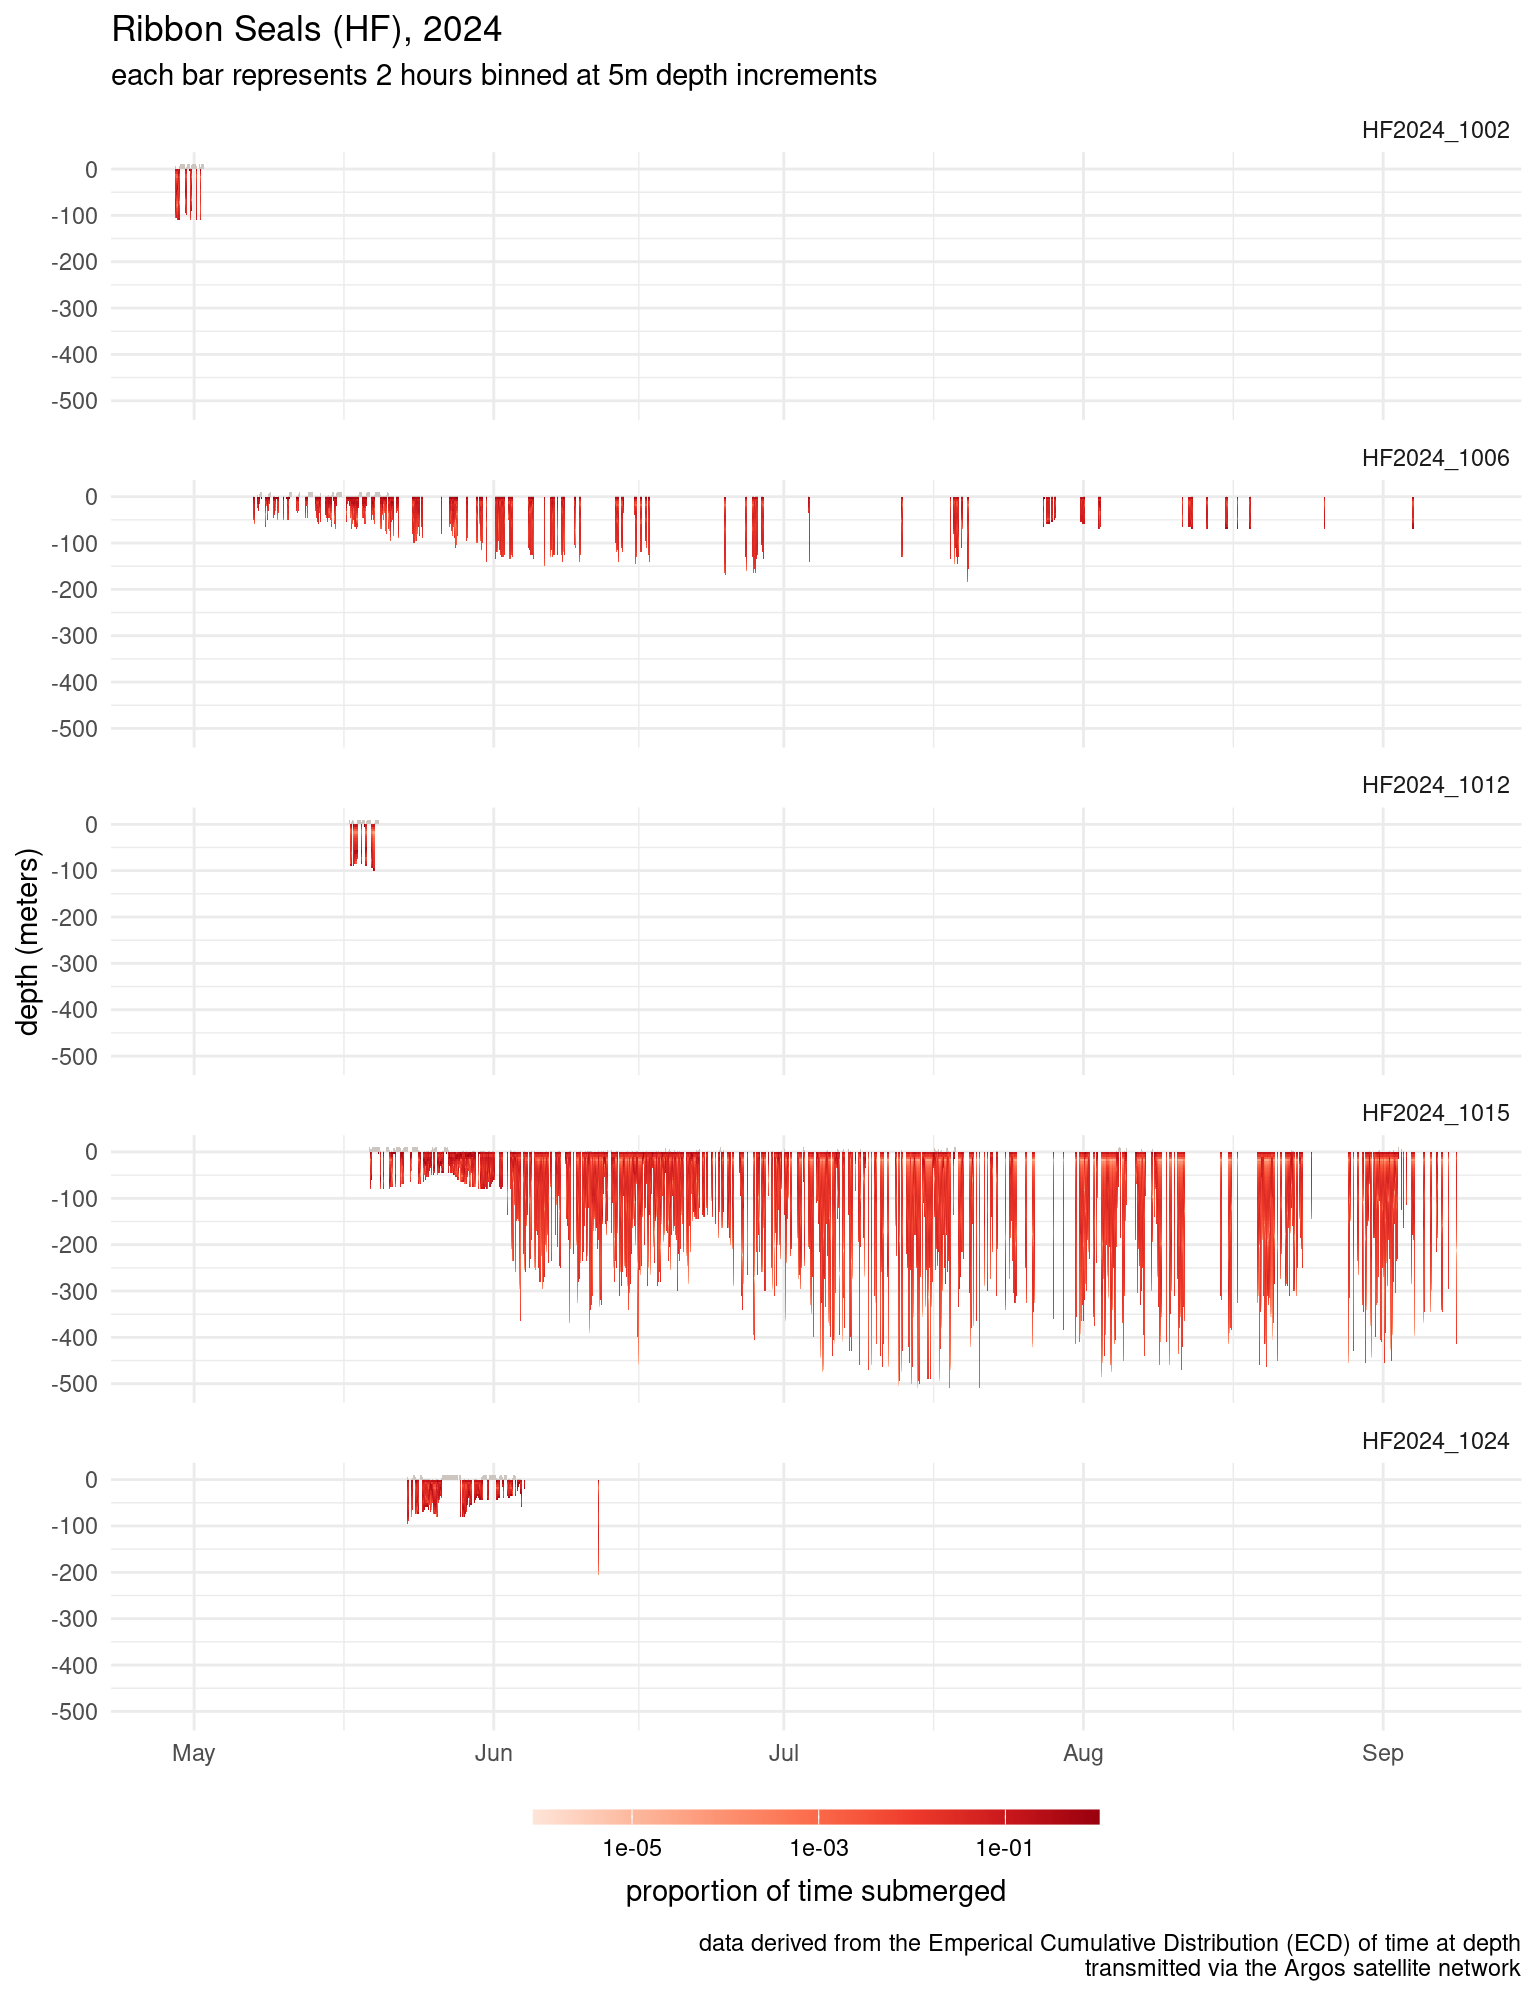 Ribbon Seals (HF), 2024
each bar represents 2 hours binned at 5m depth increments
HF2024_1002
0
-100
-200
-300
-400
-500
HF2024_1006
0
-100
-200
-300
-400
-500
HF2024_1012
0
-100
-200
-300
-400
-500
depth (meters)
HF2024_1015
0
-100
-200
-300
-400
-500
HF2024_1024
0
-100
-200
-300
-400
-500
May Jun Jul Aug Sep
1e-05 1e-03 1e-01
proportion of time submerged
data derived from the Emperical Cumulative Distribution (ECD) of time at depth
transmitted via the Argos satellite network